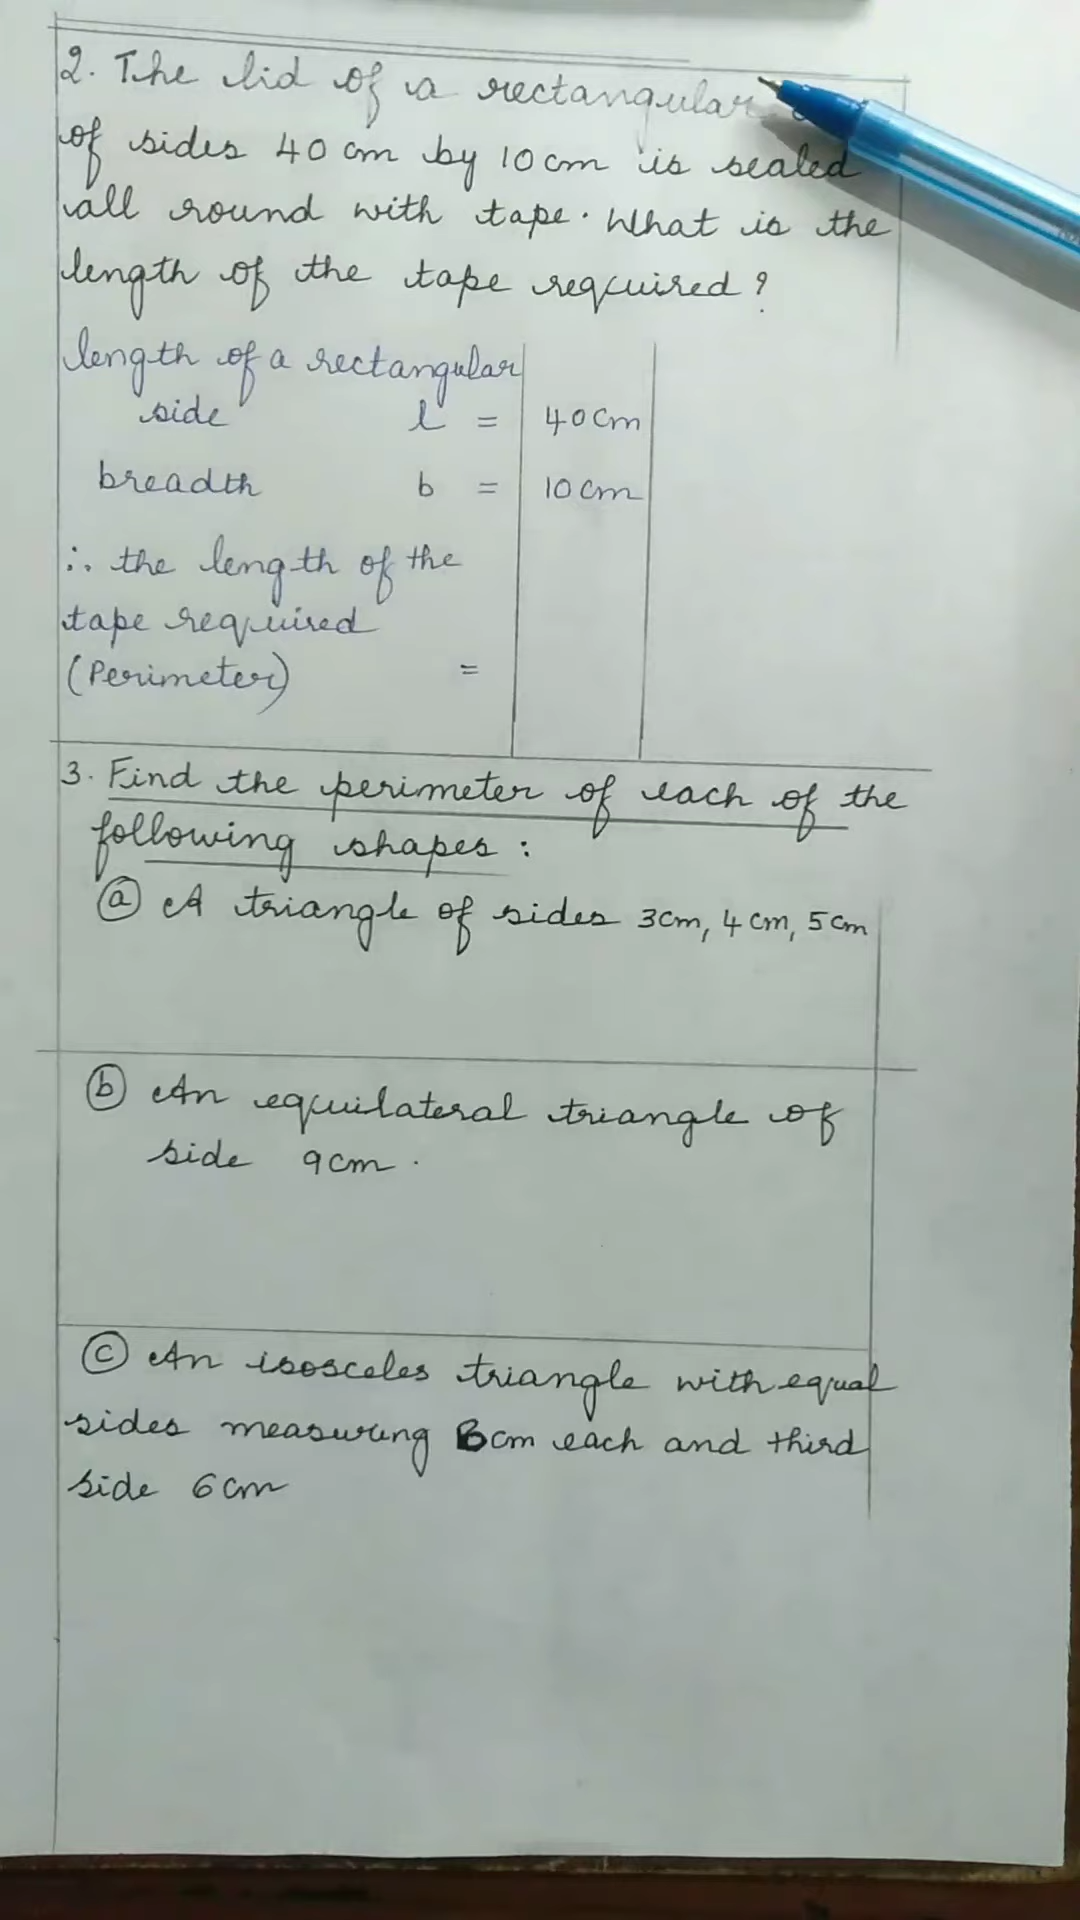 2. The lid of a rectangular
of sides 40 cm by 10 cm is sealed
all round with tape. What is the
length of the tape required?
length of a rectangular
side l = 40 cm
breadth b = 10 cm
∴ the length of the
tape required
(Perimeter) =
3. Find the perimeter of each of the
following shapes :
ⓐ A triangle of sides 3cm, 4 cm, 5 cm
ⓑ An equilateral triangle of
side 9cm.
ⓒ An isosceles triangle with equal
sides measuring cm each and third
side 6 cm